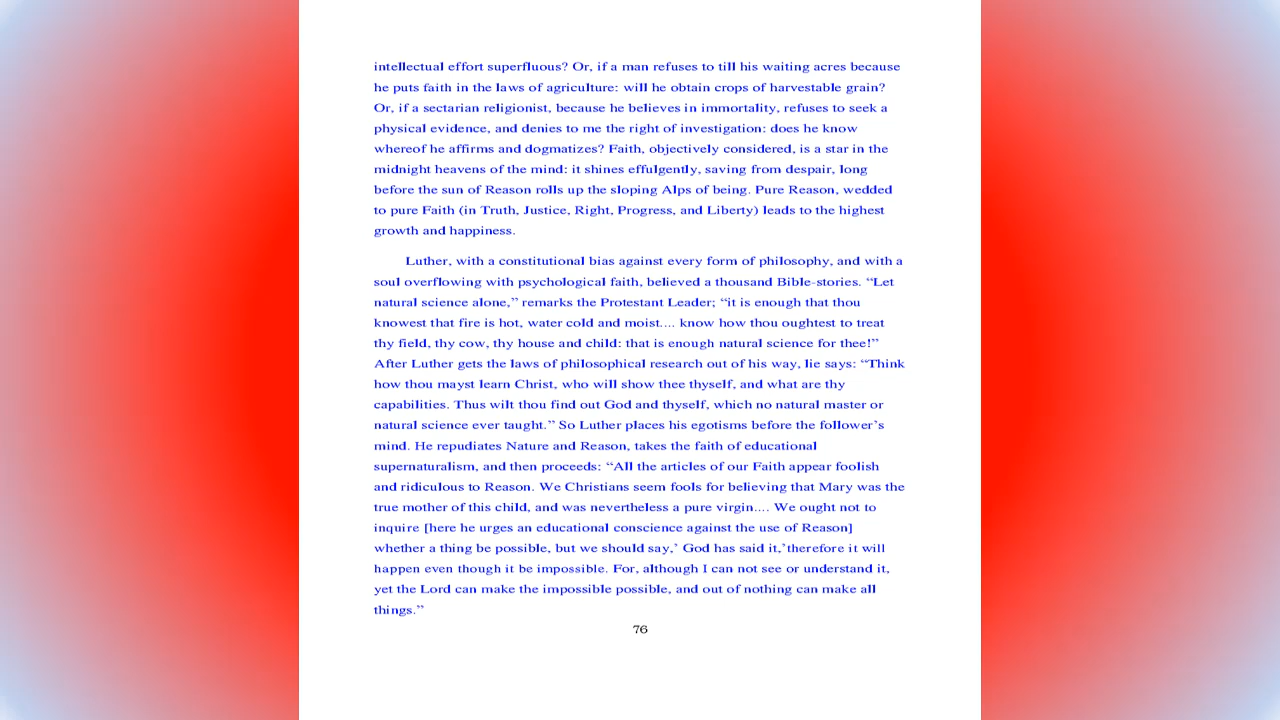 intellectual effort superfluous? Or, if a man refuses to till his waiting acres because
he puts faith in the laws of agriculture: will he obtain crops of harvestable grain?
Or, if a sectarian religionist, because he believes in immortality, refuses to seek a
physical evidence, and denies to me the right of investigation: does he know
whereof he affirms and dogmatizes? Faith, objectively considered, is a star in the
midnight heavens of the mind: it shines effulgently, saving from despair, long
before the sun of Reason rolls up the sloping Alps of being. Pure Reason, wedded
to pure Faith (in Truth, Justice, Right, Progress, and Liberty) leads to the highest
growth and happiness.
Luther, with a constitutional bias against every form of philosophy, and with a
soul overflowing with psychological faith, believed a thousand Bible-stories. “Let
natural science alone,” remarks the Protestant Leader; “it is enough that thou
knowest that fire is hot, water cold and moist.... know how thou oughtest to treat
thy field, thy cow, thy house and child: that is enough natural science for thee!”
After Luther gets the laws of philosophical research out of his way, lie says: “Think
how thou mayst learn Christ, who will show thee thyself, and what are thy
capabilities. Thus wilt thou find out God and thyself, which no natural master or
natural science ever taught.” So Luther places his egotisms before the follower’s
mind. He repudiates Nature and Reason, takes the faith of educational
supernaturalism, and then proceeds: “All the articles of our Faith appear foolish
and ridiculous to Reason. We Christians seem fools for believing that Mary was the
true mother of this child, and was nevertheless a pure virgin.... We ought not to
inquire [here he urges an educational conscience against the use of Reason]
whether a thing be possible, but we should say,’ God has said it,’therefore it will
happen even though it be impossible. For, although I can not see or understand it,
yet the Lord can make the impossible possible, and out of nothing can make all
things.”
76